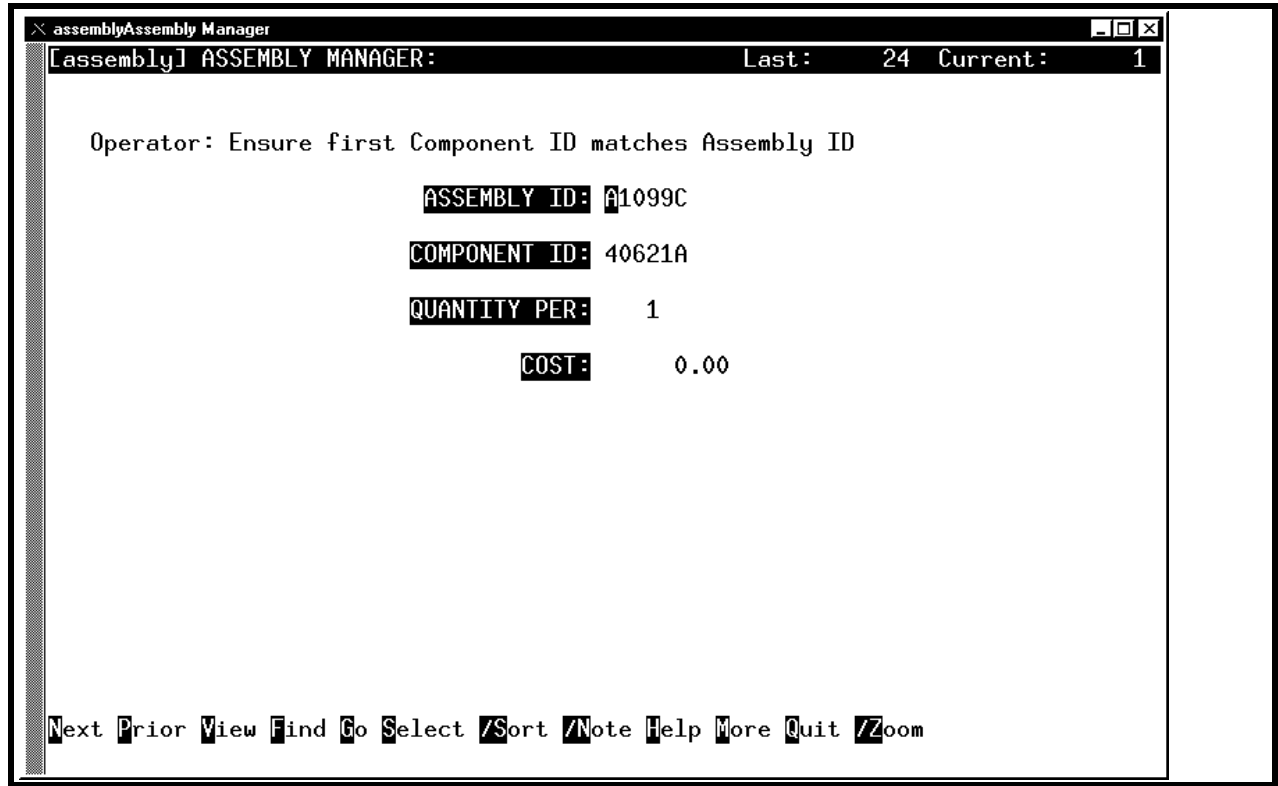 assemblyAssembly Manager
[assembly] ASSEMBLY MANAGER: Last: 24 Current: 1
Operator: Ensure first Component ID matches Assembly ID
ASSEMBLY ID: A1099C
COMPONENT ID: 40621A
QUANTITY PER: 1
COST: 0.00
Next Prior View Find Go Select /Sort /Note Help More Quit /Zoom